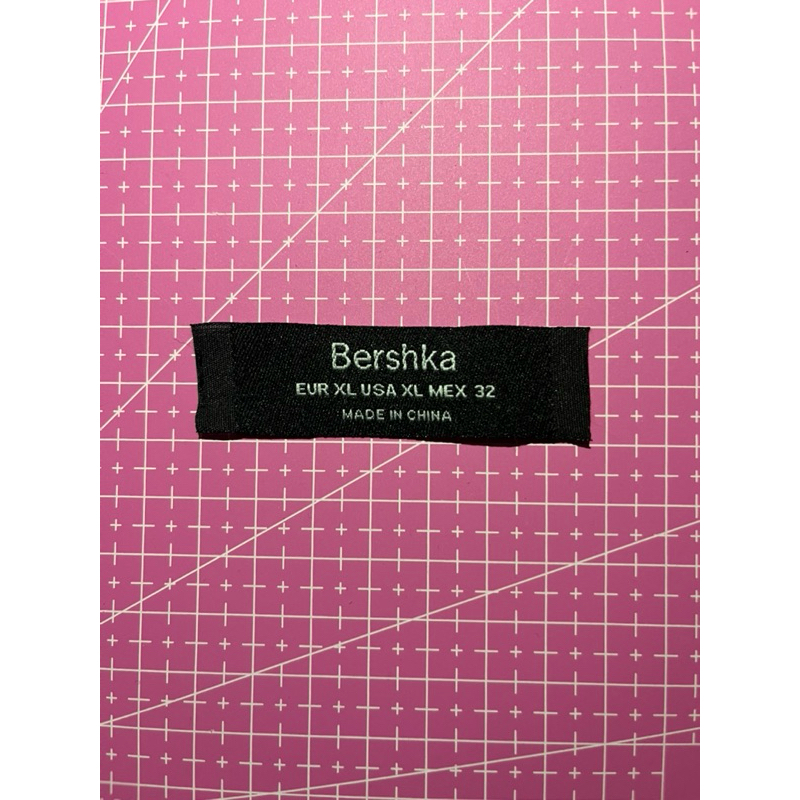 Bershka
EUR XL USA XL MEX 32
MADE IN CHINA